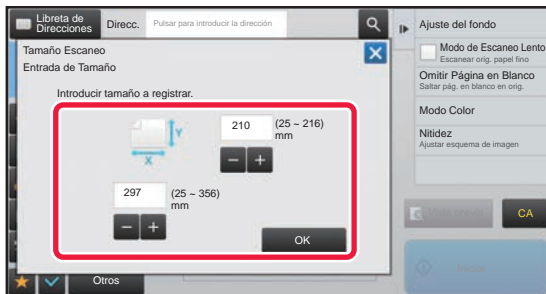 Libreta de
Direcciones
Direcc.
Pulsar para introducir la dirección
Tamaño Escaneo
Entrada de Tamaño
Introducir tamaño a registrar.
Y
X
210
(25 ~ 216)
mm
297
(25 ~ 356)
mm
OK
Otros
Ajuste del fondo
Modo de Escaneo Lento
Escanear orig. papel fino
Omitir Página en Blanco
Saltar pág. en blanco en orig.
Modo Color
Nitidez
Ajustar esquema de imagen
CA